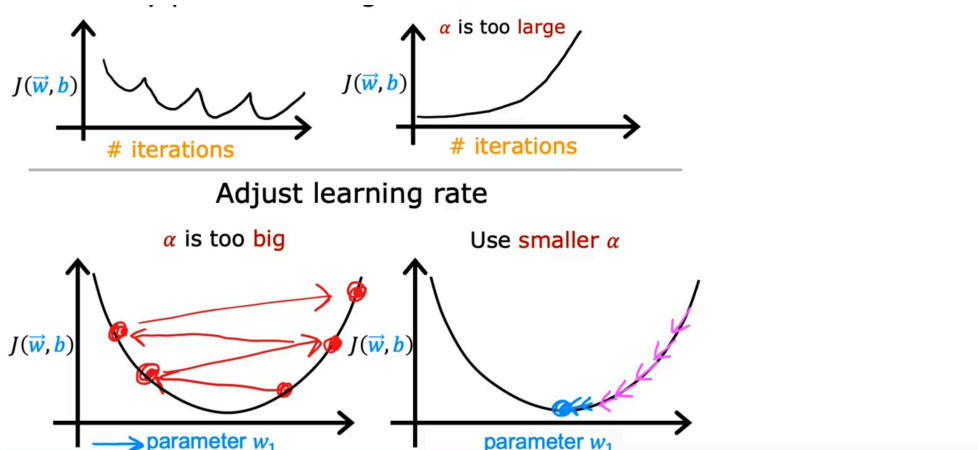 α is too large
J(w⃗, b)
J(w⃗, b)
# iterations
# iterations
Adjust learning rate
α is too big
Use smaller α
J(w⃗, b)
J(w⃗, b)
parameter w₁
parameter w₁